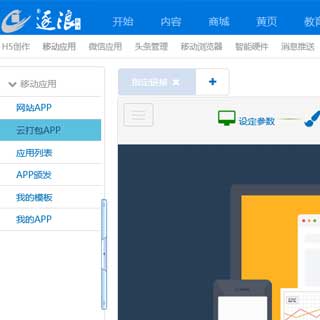 逐浪 开始 内容 商城 黄页
H5创作 移动应用 微信应用 头条管理 移动浏览器 智能硬件 消息推送
移动应用
指定链接
网站APP
设定参数
云打包APP
应用列表
APP颁发
我的模板
我的APP